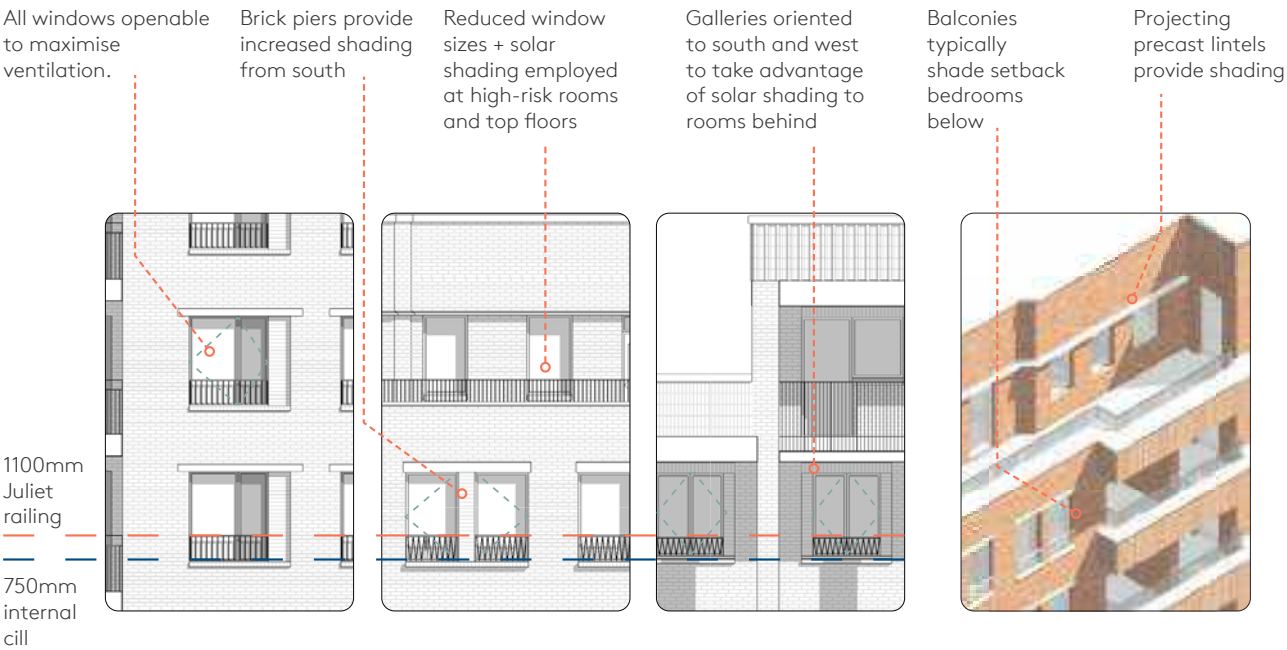 All windows openable
to maximise
ventilation.
Brick piers provide
increased shading
from south
Reduced window
sizes + solar
shading employed
at high-risk rooms
and top floors
Galleries oriented
to south and west
to take advantage
of solar shading to
rooms behind
Balconies
typically
shade setback
bedrooms
below
Projecting
precast lintels
provide shading
1100mm
Juliet
railing
750mm
internal
cill